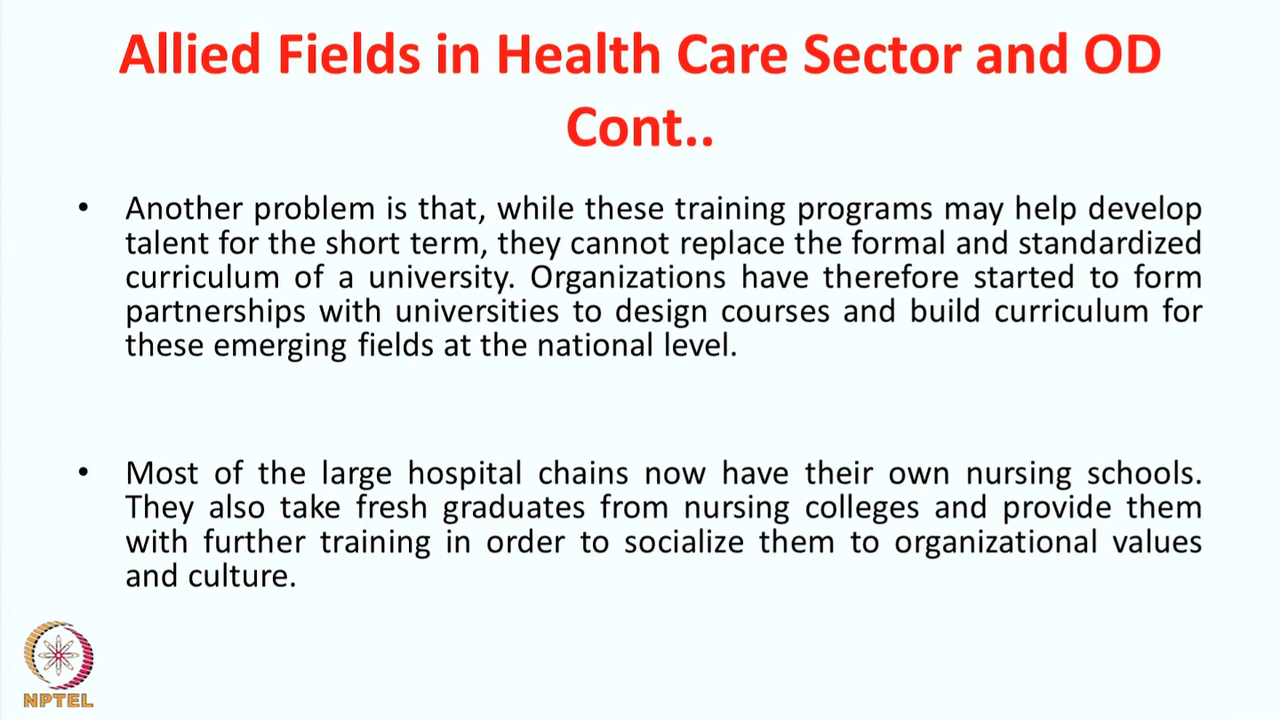 Allied Fields in Health Care Sector and OD
Cont..
• Another problem is that, while these training programs may help develop
talent for the short term, they cannot replace the formal and standardized
curriculum of a university. Organizations have therefore started to form
partnerships with universities to design courses and build curriculum for
these emerging fields at the national level.
• Most of the large hospital chains now have their own nursing schools.
They also take fresh graduates from nursing colleges and provide them
with further training in order to socialize them to organizational values
and culture.
NPTEL